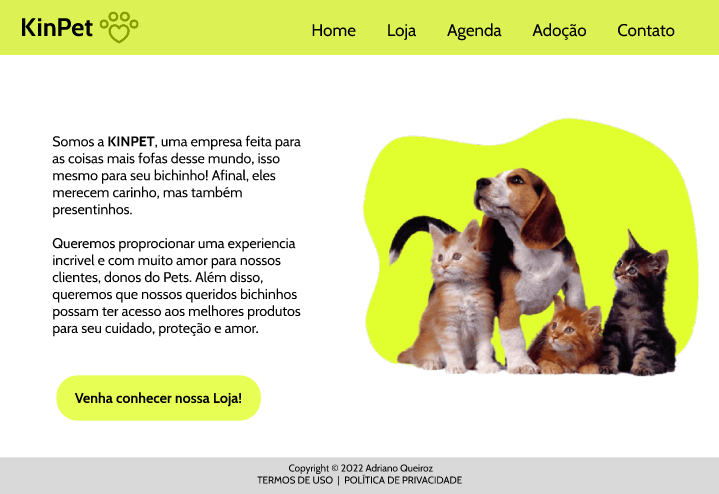 KinPet
Home Loja Agenda Adoção Contato
Somos a KINPET, uma empresa feita para
as coisas mais fofas desse mundo, isso
mesmo para seu bichinho! Afinal, eles
merecem carinho, mas também
presentinhos.
Queremos proprocionar uma experiencia
incrivel e com muito amor para nossos
clientes, donos do Pets. Além disso,
queremos que nossos queridos bichinhos
possam ter acesso aos melhores produtos
para seu cuidado, proteção e amor.
Venha conhecer nossa Loja!
Copyright © 2022 Adriano Queiroz
TERMOS DE USO | POLÍTICA DE PRIVACIDADE